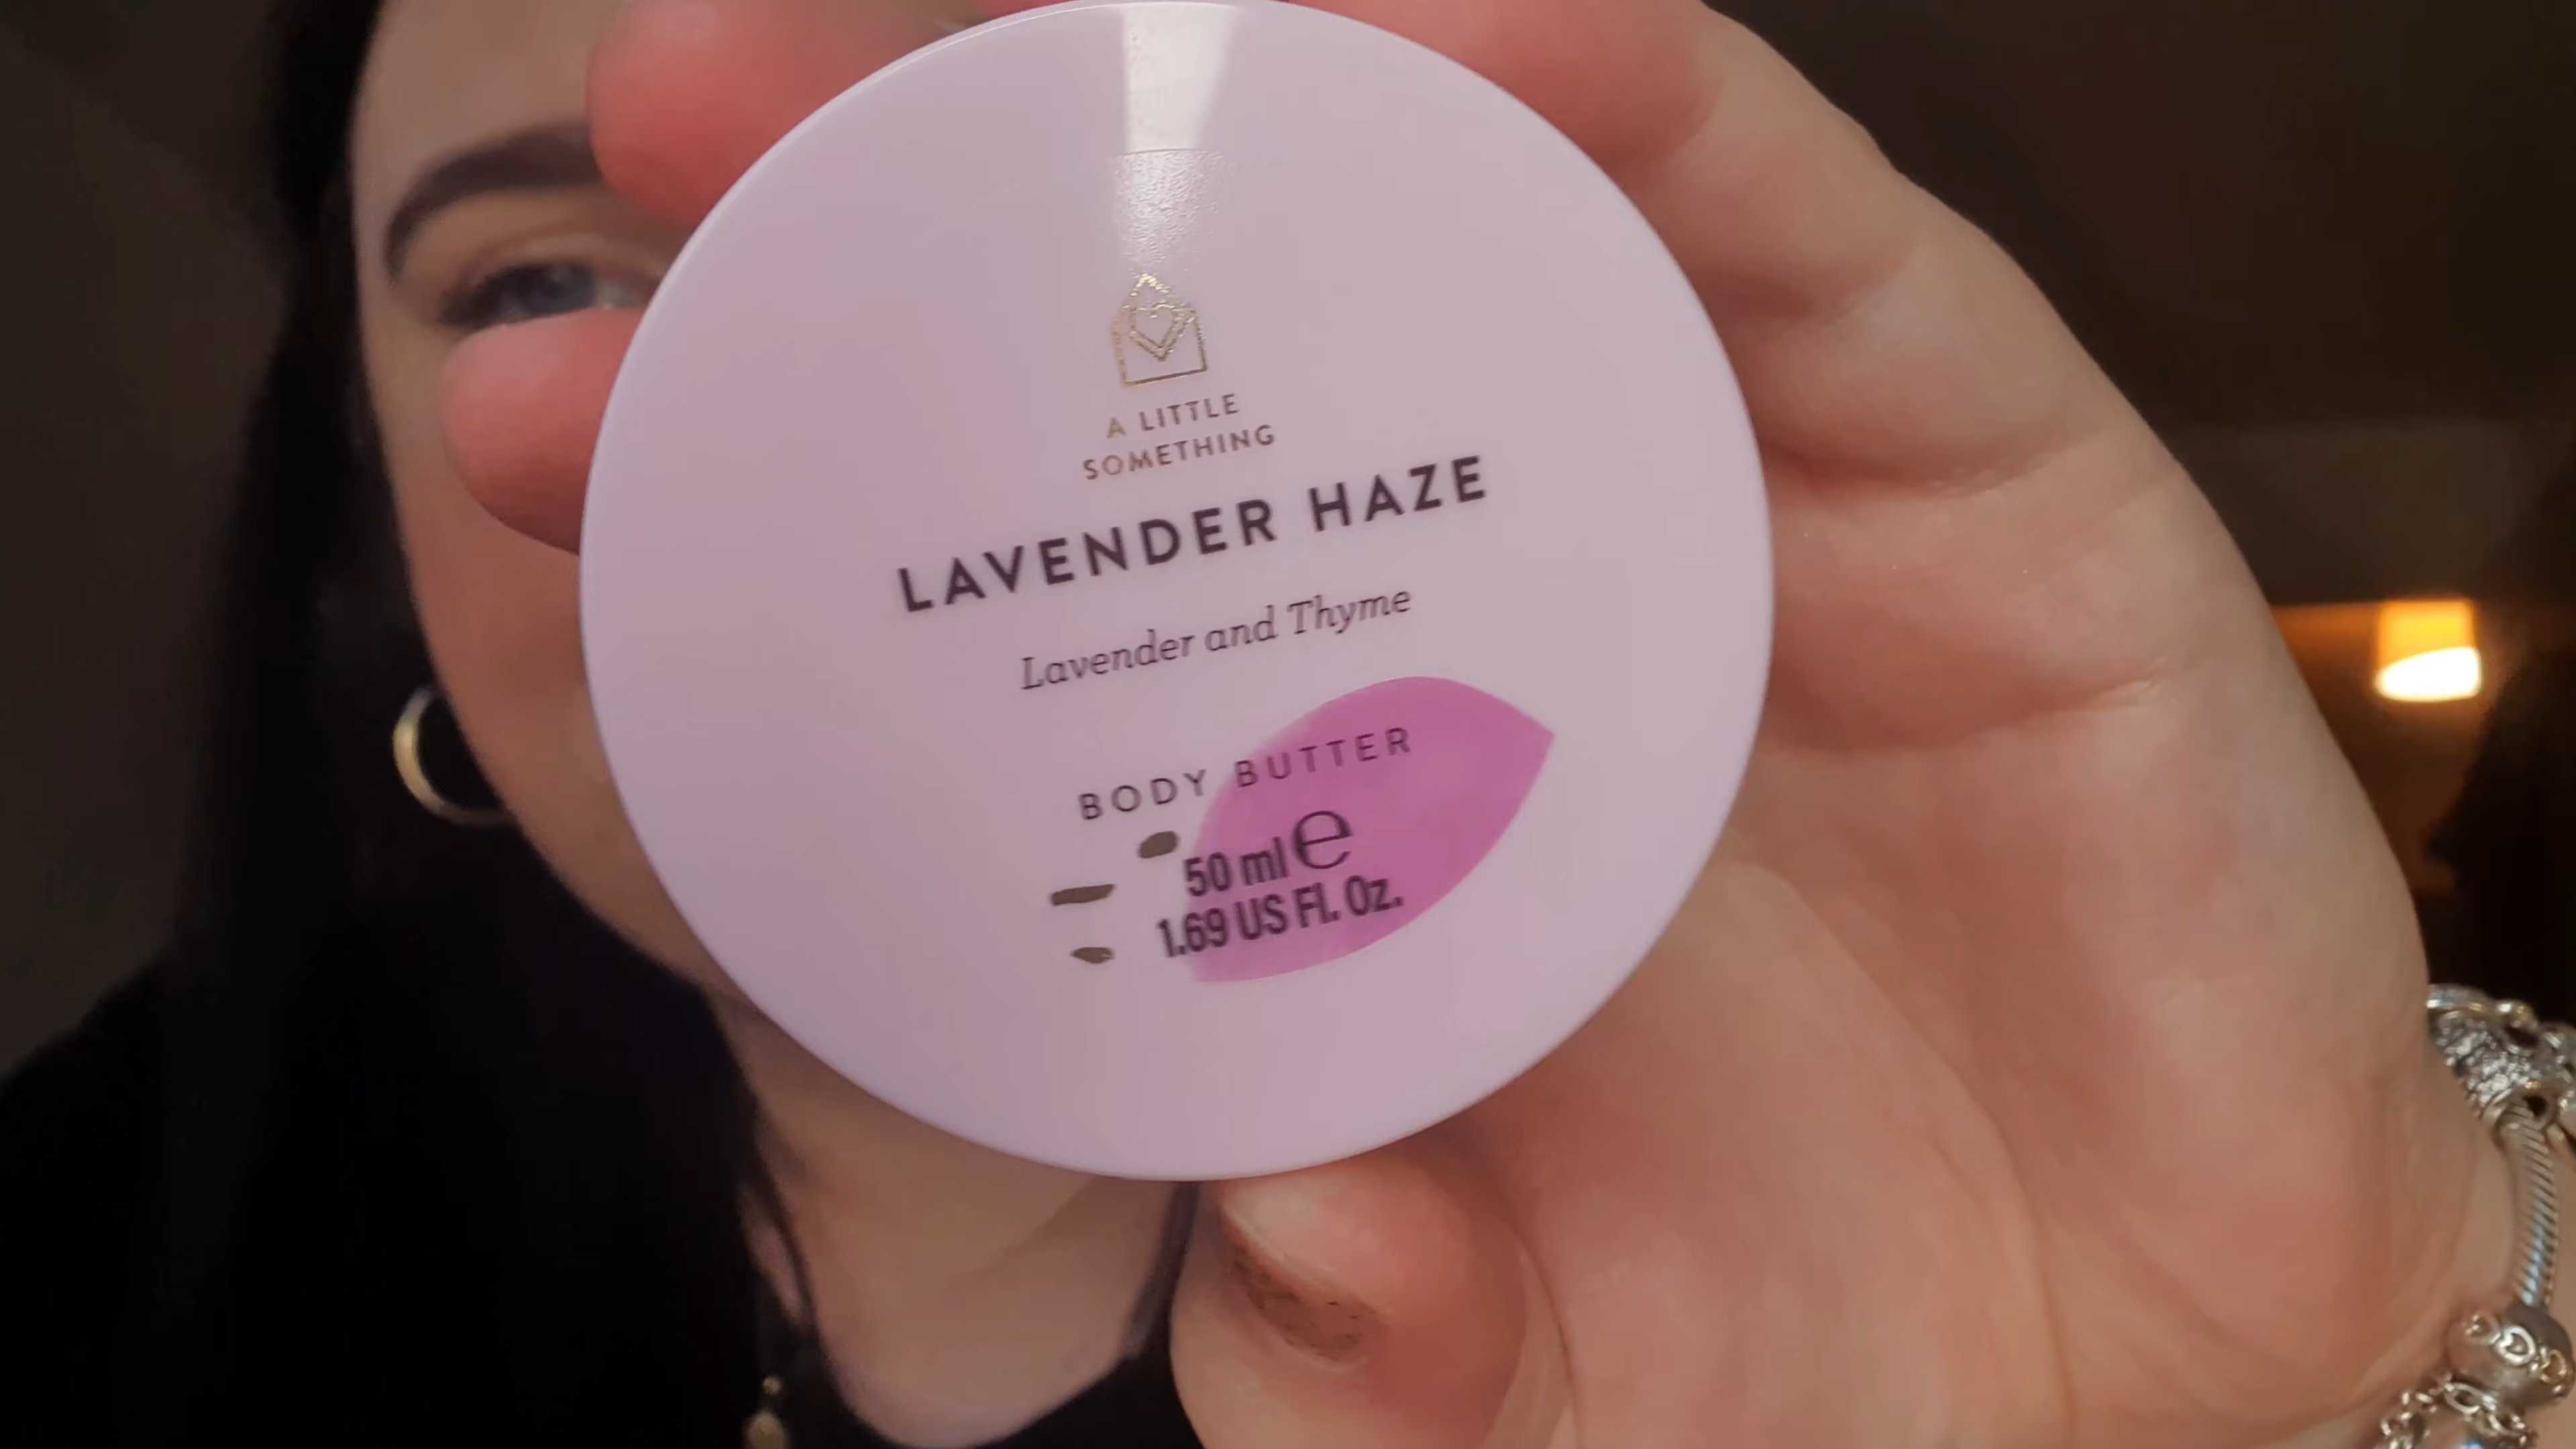 A LITTLE
SOMETHING
LAVENDER HAZE
Lavender and Thyme
BODY BUTTER
50 ml ℮
1.69 US Fl. Oz.